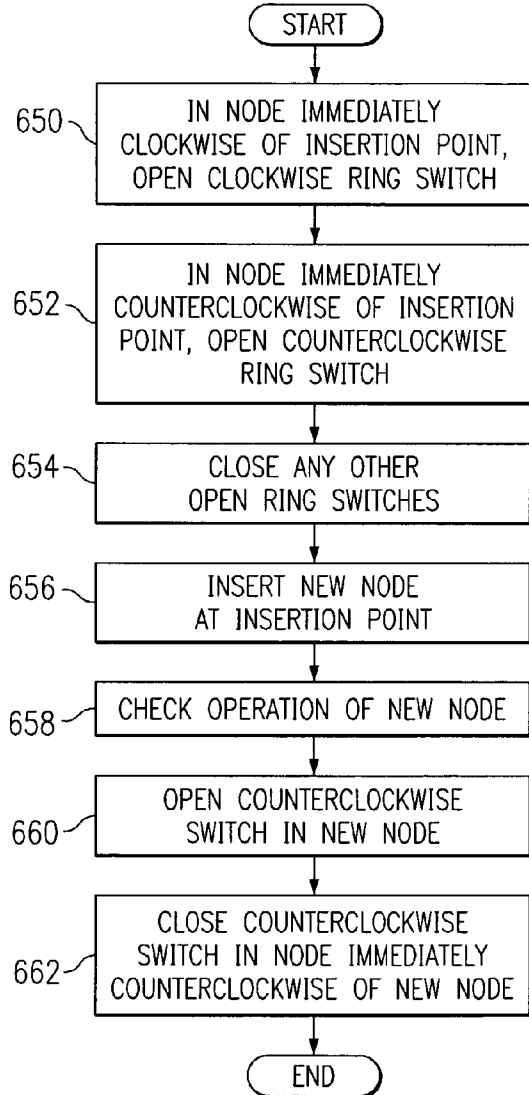 START
650
IN NODE IMMEDIATELY
CLOCKWISE OF INSERTION POINT,
OPEN CLOCKWISE RING SWITCH
652
IN NODE IMMEDIATELY
COUNTERCLOCKWISE OF INSERTION
POINT, OPEN COUNTERCLOCKWISE
RING SWITCH
654
CLOSE ANY OTHER
OPEN RING SWITCHES
656
INSERT NEW NODE
AT INSERTION POINT
658
CHECK OPERATION OF NEW NODE
660
OPEN COUNTERCLOCKWISE
SWITCH IN NEW NODE
662
CLOSE COUNTERCLOCKWISE
SWITCH IN NODE IMMEDIATELY
COUNTERCLOCKWISE OF NEW NODE
END